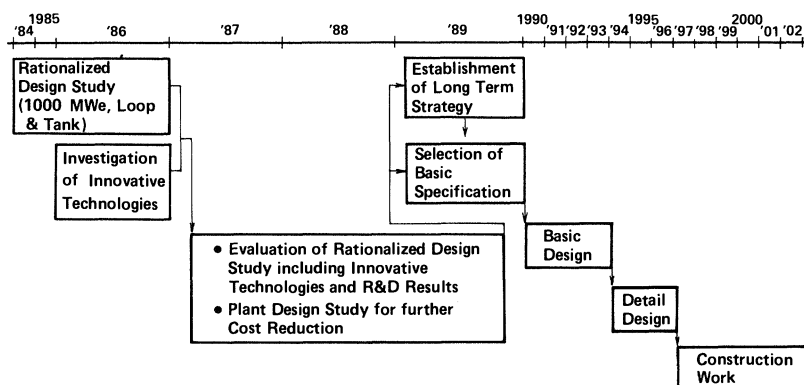 1985 1990 1995 2000
'84 '86 '87 '88 '89 '91 '92 '93 '94 '96 '97 '98 '99 '01 '02
Rationalized
Design Study
(1000 MWe, Loop
& Tank)
Investigation
of Innovative
Technologies
Establishment
of Long Term
Strategy
Selection of
Basic
Specification
• Evaluation of Rationalized Design
Study including Innovative
Technologies and R&D Results
• Plant Design Study for further
Cost Reduction
Basic
Design
Detail
Design
Construction
Work